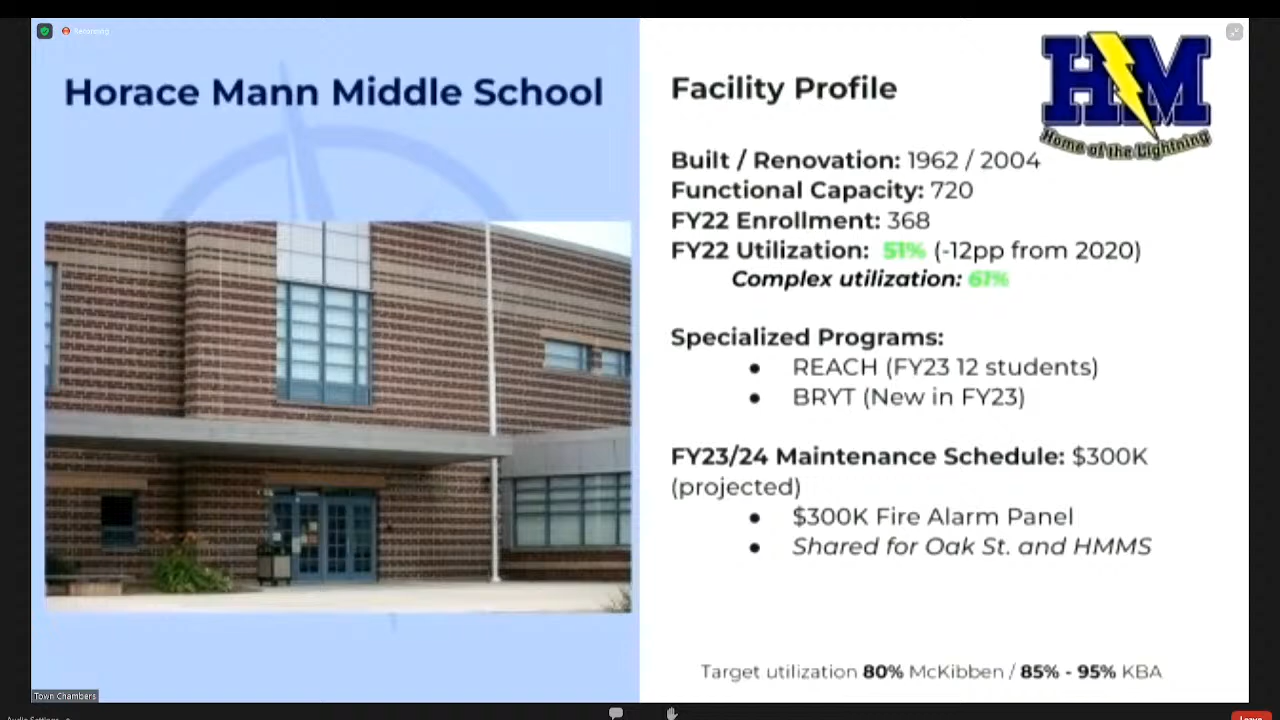 Recording
Horace Mann Middle School
Facility Profile
HM
Home of the Lightning
Built / Renovation: 1962 / 2004
Functional Capacity: 720
FY22 Enrollment: 368
FY22 Utilization: 51% (-12pp from 2020)
Complex utilization: 61%
Specialized Programs:
● REACH (FY23 12 students)
● BRYT (New in FY23)
FY23/24 Maintenance Schedule: $300K
(projected)
● $300K Fire Alarm Panel
● Shared for Oak St. and HMMS
Target utilization 80% McKibben / 85% - 95% KBA
Town Chambers
Audio Settings
Leave